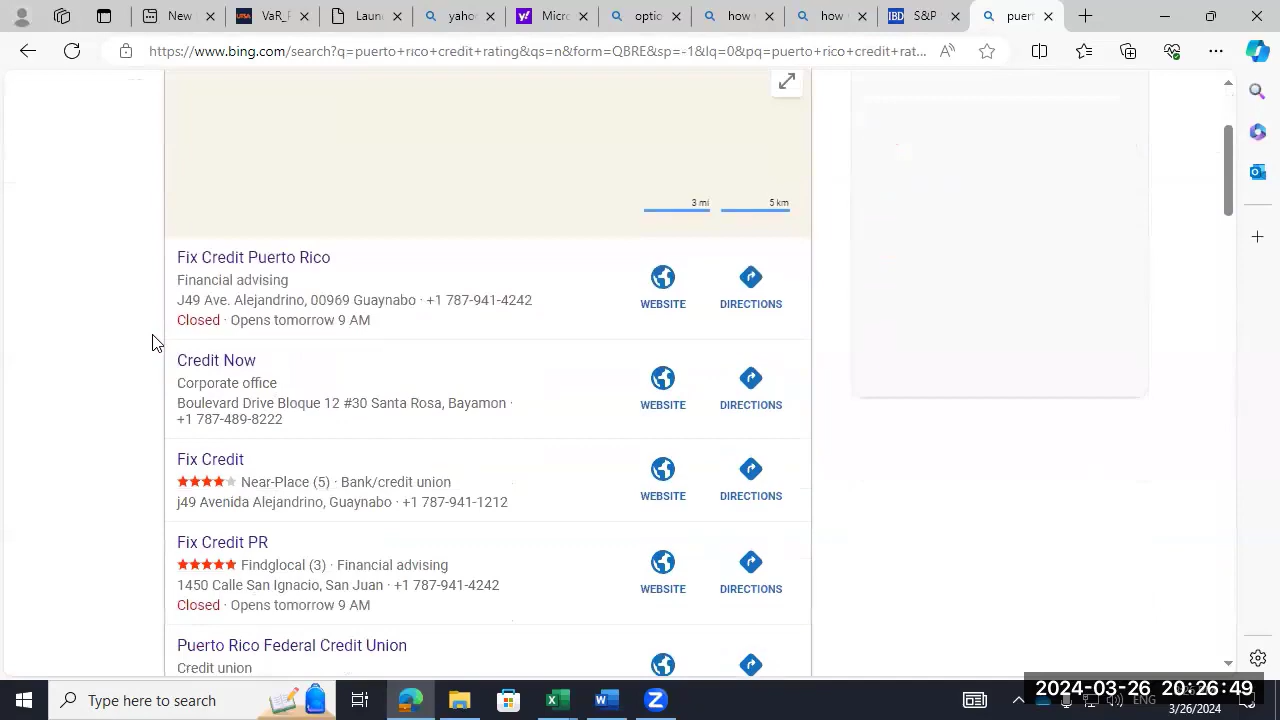 New
VaR_F
Laun
yaho
Micro
optio
how
how
S&P
puert
https://www.bing.com/search?q=puerto+rico+credit+rating&qs=n&form=QBRE&sp=-1&lq=0&pq=puerto+rico+credit+rat...
3 mi
5 km
Fix Credit Puerto Rico
Financial advising
J49 Ave. Alejandrino, 00969 Guaynabo · +1 787-941-4242
Closed · Opens tomorrow 9 AM
WEBSITE
DIRECTIONS
Credit Now
Corporate office
Boulevard Drive Bloque 12 #30 Santa Rosa, Bayamon ·
+1 787-489-8222
WEBSITE
DIRECTIONS
Fix Credit
Near-Place (5) · Bank/credit union
j49 Avenida Alejandrino, Guaynabo · +1 787-941-1212
WEBSITE
DIRECTIONS
Fix Credit PR
Findglocal (3) · Financial advising
1450 Calle San Ignacio, San Juan · +1 787-941-4242
Closed · Opens tomorrow 9 AM
WEBSITE
DIRECTIONS
Puerto Rico Federal Credit Union
Credit union
Type here to search
2024-03-26 20:26:49
ENG
3/26/2024